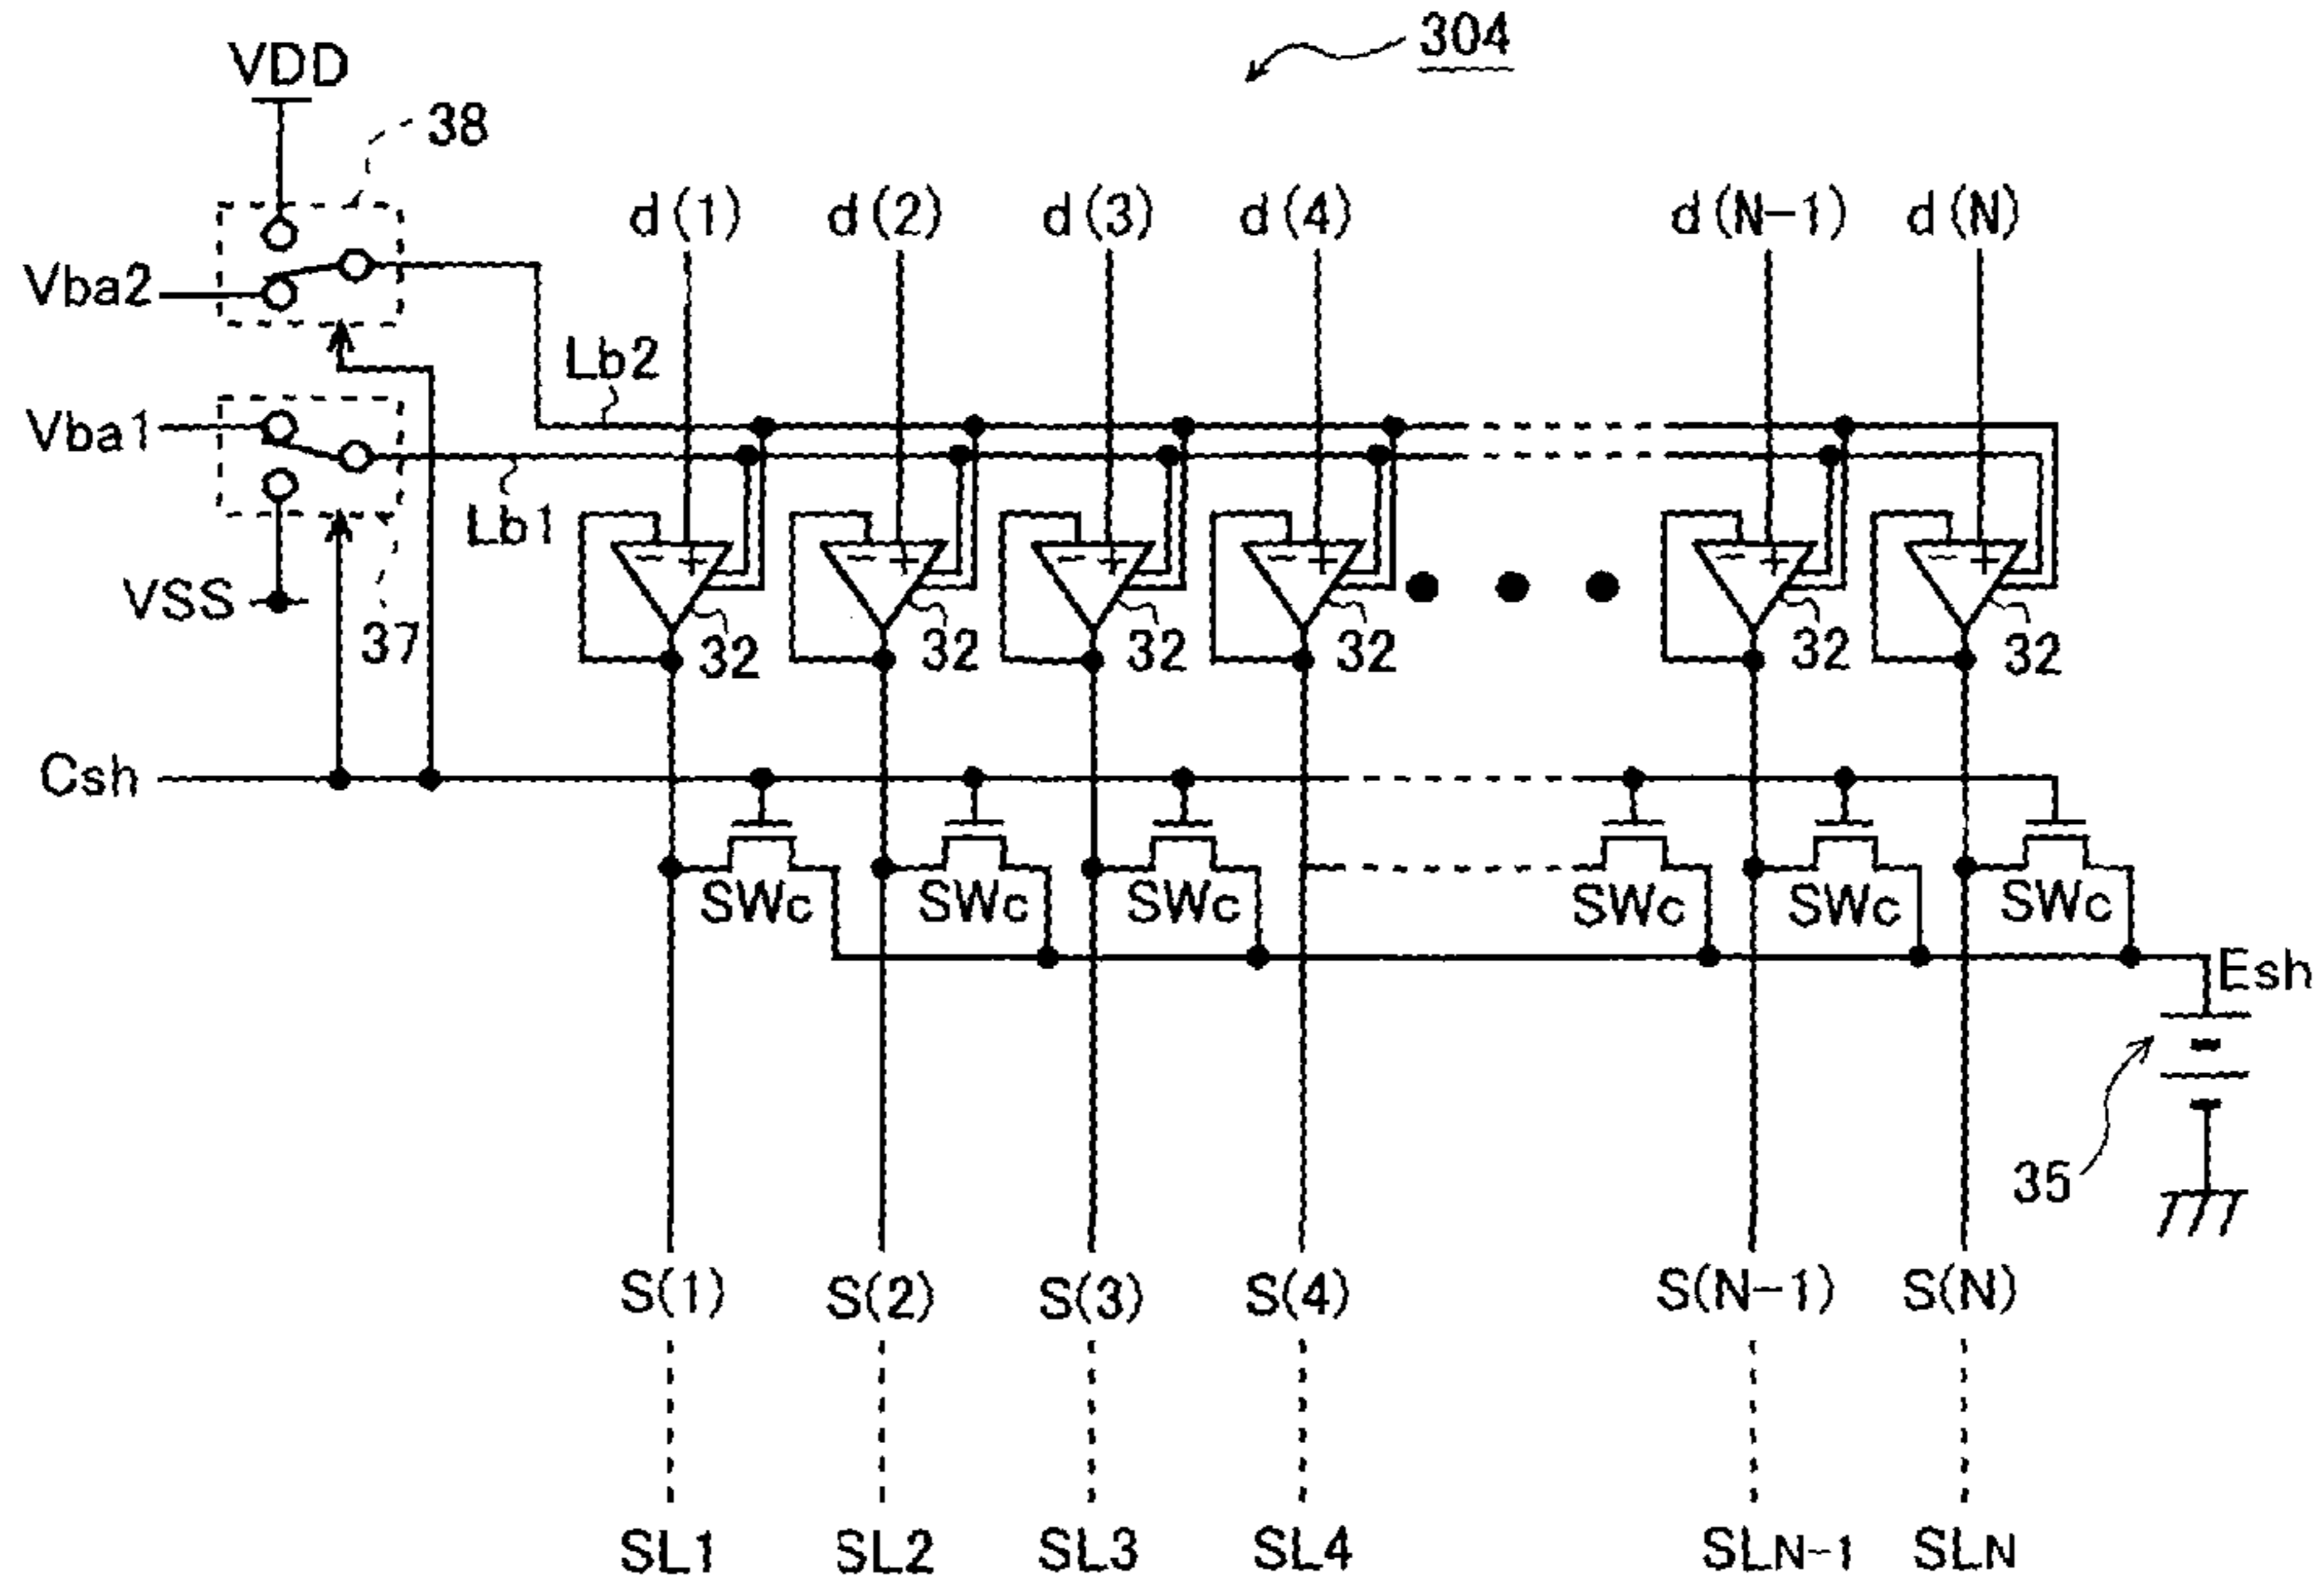 304
VDD
38
d(1) d(2) d(3) d(4) d(N-1) d(N)
Vba2
Lb2
Vba1
Lb1
- + - + - + - + - + - +
VSS
37
32 32 32 32 32 32
Csh
SWc SWc SWc SWc SWc SWc
Esh
35
S(1) S(2) S(3) S(4) S(N-1) S(N)
SL1 SL2 SL3 SL4 SLN-1 SLN